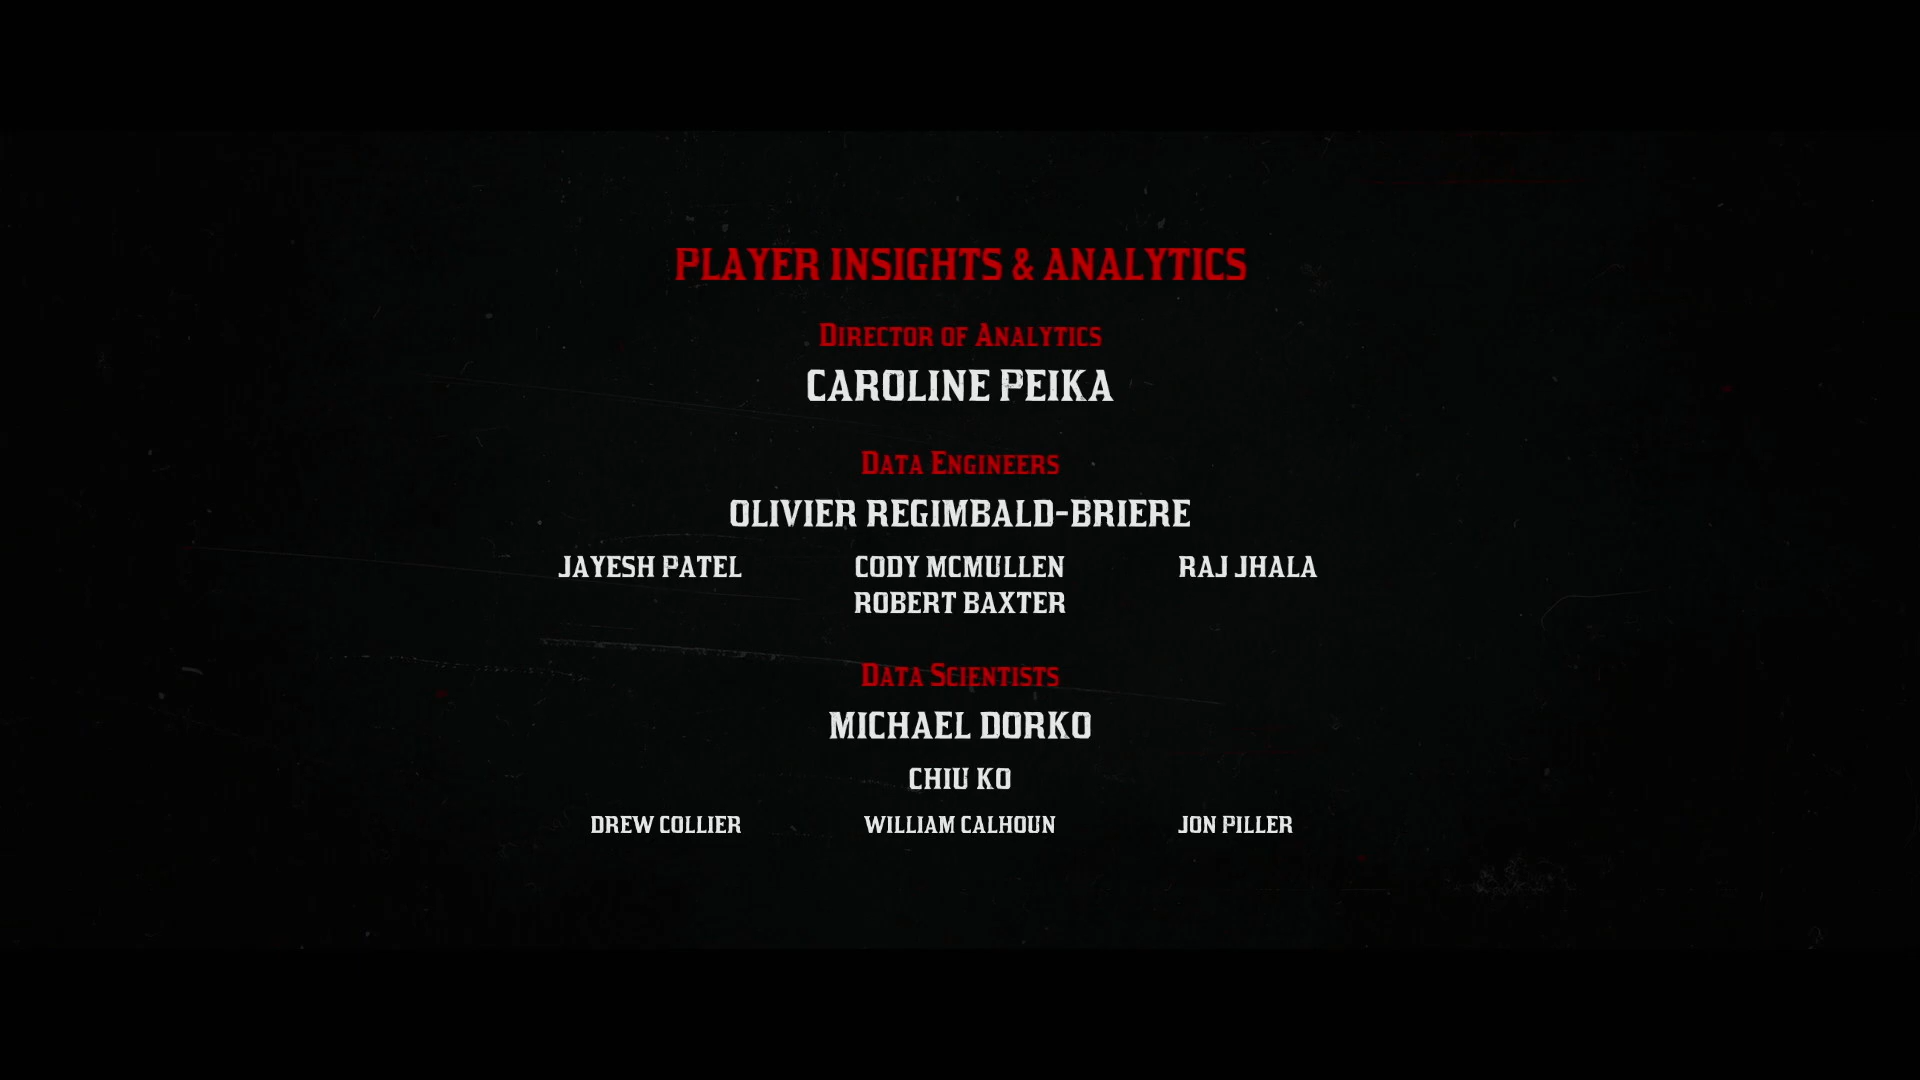 PLAYER INSIGHTS & ANALYTICS
DIRECTOR OF ANALYTICS
CAROLINE PEIKA
DATA ENGINEERS
OLIVIER REGIMBALD-BRIERE
JAYESH PATEL CODY MCMULLEN RAJ JHALA
ROBERT BAXTER
DATA SCIENTISTS
MICHAEL DORKO
CHIU KO
DREW COLLIER WILLIAM CALHOUN JON PILLER